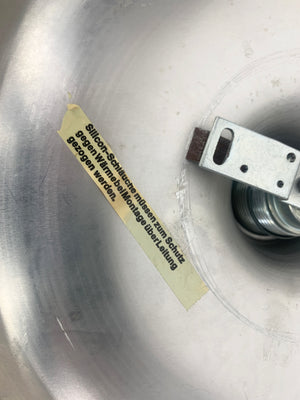 Silicon-Schläuche müssen zum Schutz
gegen Wärme bei Montage über Leitung
gezogen werden.